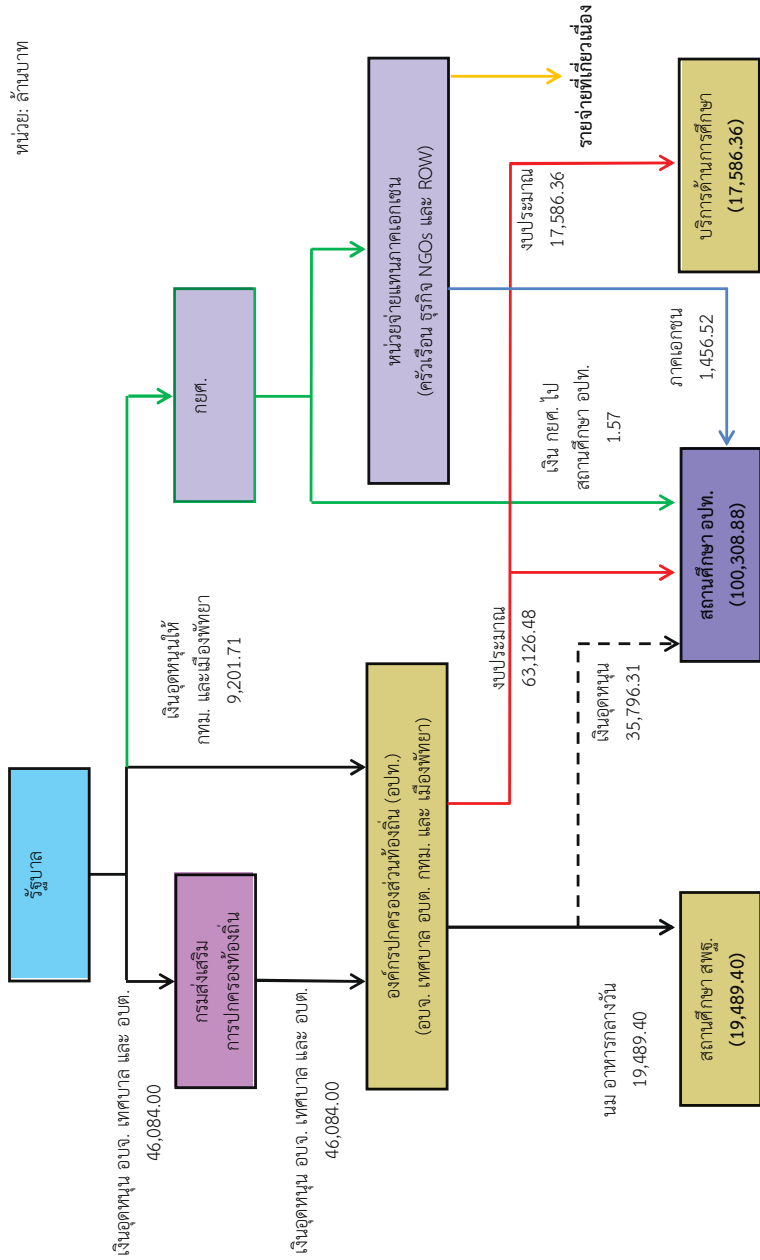 หน่วย: ล้านบาท
รัฐบาล
เงินอุดหนุน อบจ. เทศบาล และ อบต.
46,084.00
กรมส่งเสริม
การปกครองท้องถิ่น
เงินอุดหนุนให้
กทม. และเมืองพัทยา
9,201.71
กยศ.
เงินอุดหนุน อบจ. เทศบาล และ อบต.
46,084.00
องค์กรปกครองส่วนท้องถิ่น (อปท.)
(อบจ. เทศบาล อบต. กทม. และ เมืองพัทยา)
หน่วยจ่ายแทนภาคเอกเชน
(ครัวเรือน ธุรกิจ NGOs และ ROW)
งบประมาณ
63,126.48
งบประมาณ
17,586.36
รายจ่ายที่เกี่ยวเนื่อง
นม อาหารกลางวัน
19,489.40
เงินอุดหนุน
35,796.31
เงิน กยศ. ไป
สถานศึกษา อปท.
1.57
ภาคเอกชน
1,456.52
สถานศึกษา สพฐ.
(19,489.40)
สถานศึกษา อปท.
(100,308.88)
บริการด้านการศึกษา
(17,586.36)